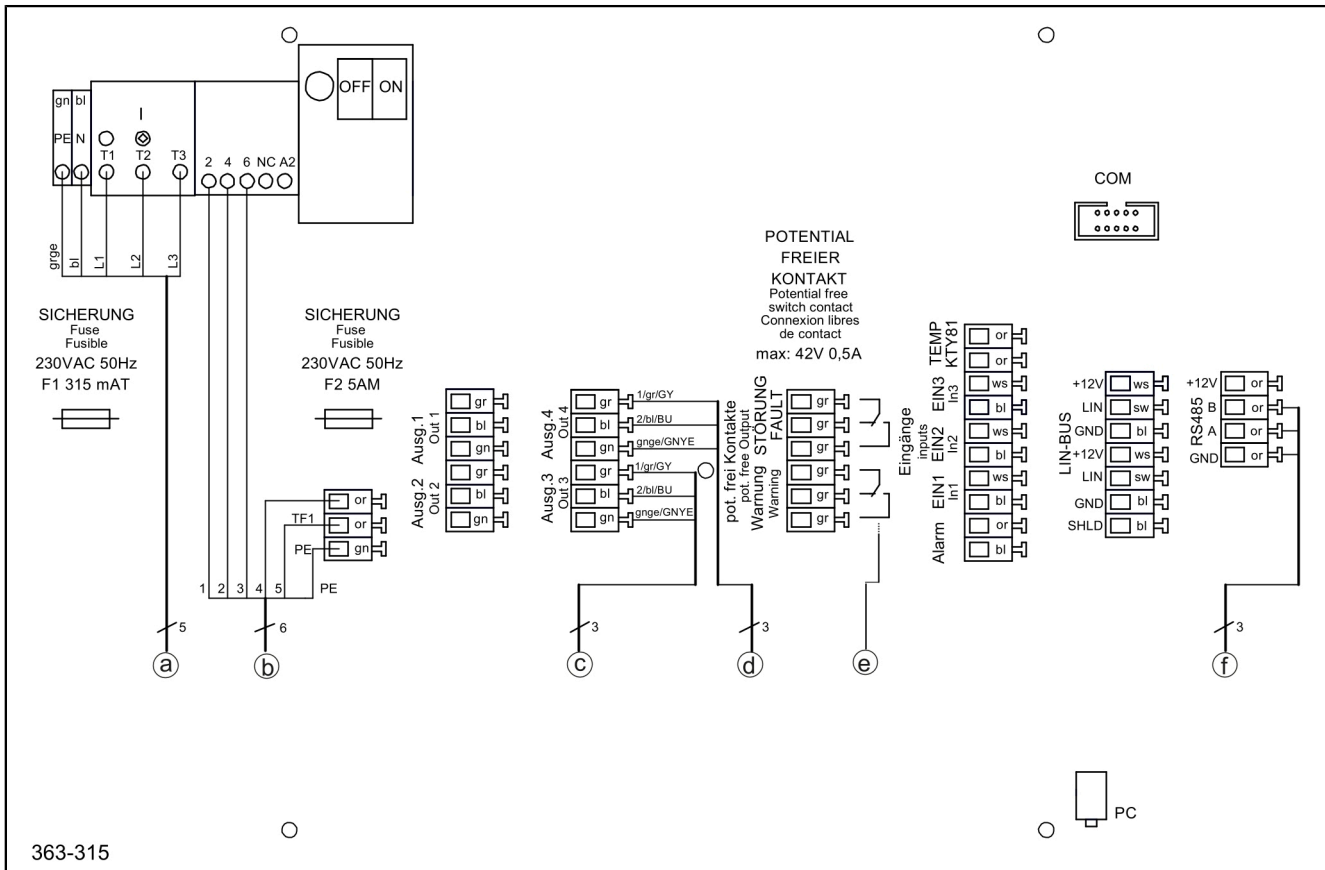 OFF ON
gn bl
I
PE N
T1 T2 T3
2 4 6 NC A2
grge bl L1 L2 L3
COM
SICHERUNG
Fuse
Fusible
230VAC 50Hz
F1 315 mAT
SICHERUNG
Fuse
Fusible
230VAC 50Hz
F2 5AM
or
TF1 or
PE gn
1 2 3 4 5 PE
5
a
6
b
Ausg.1
Out 1
gr
bl
gn
Ausg.2
Out 2
gr
bl
gn
Ausg.4
Out 4
gr 1/gr/GY
bl 2/bl/BU
gn gnge/GNYE
Ausg.3
Out 3
gr 1/gr/GY
bl 2/bl/BU
gn gnge/GNYE
3
c
3
d
POTENTIAL
FREIER
KONTAKT
Potential free
switch contact
Connexion libres
de contact
max: 42V 0,5A
pot. frei Kontakte
pot. free Output
STÖRUNG
FAULT
gr
gr
gr
Warnung
Warning
gr
gr
gr
e
Eingänge
inputs
TEMP
KTY81
or
or
EIN3
In3
ws
bl
EIN2
In2
ws
bl
EIN1
In1
ws
bl
Alarm
or
bl
LIN-BUS
+12V ws
LIN sw
GND bl
+12V ws
LIN sw
GND bl
SHLD bl
RS485
+12V or
B or
A or
GND or
3
f
PC
363-315